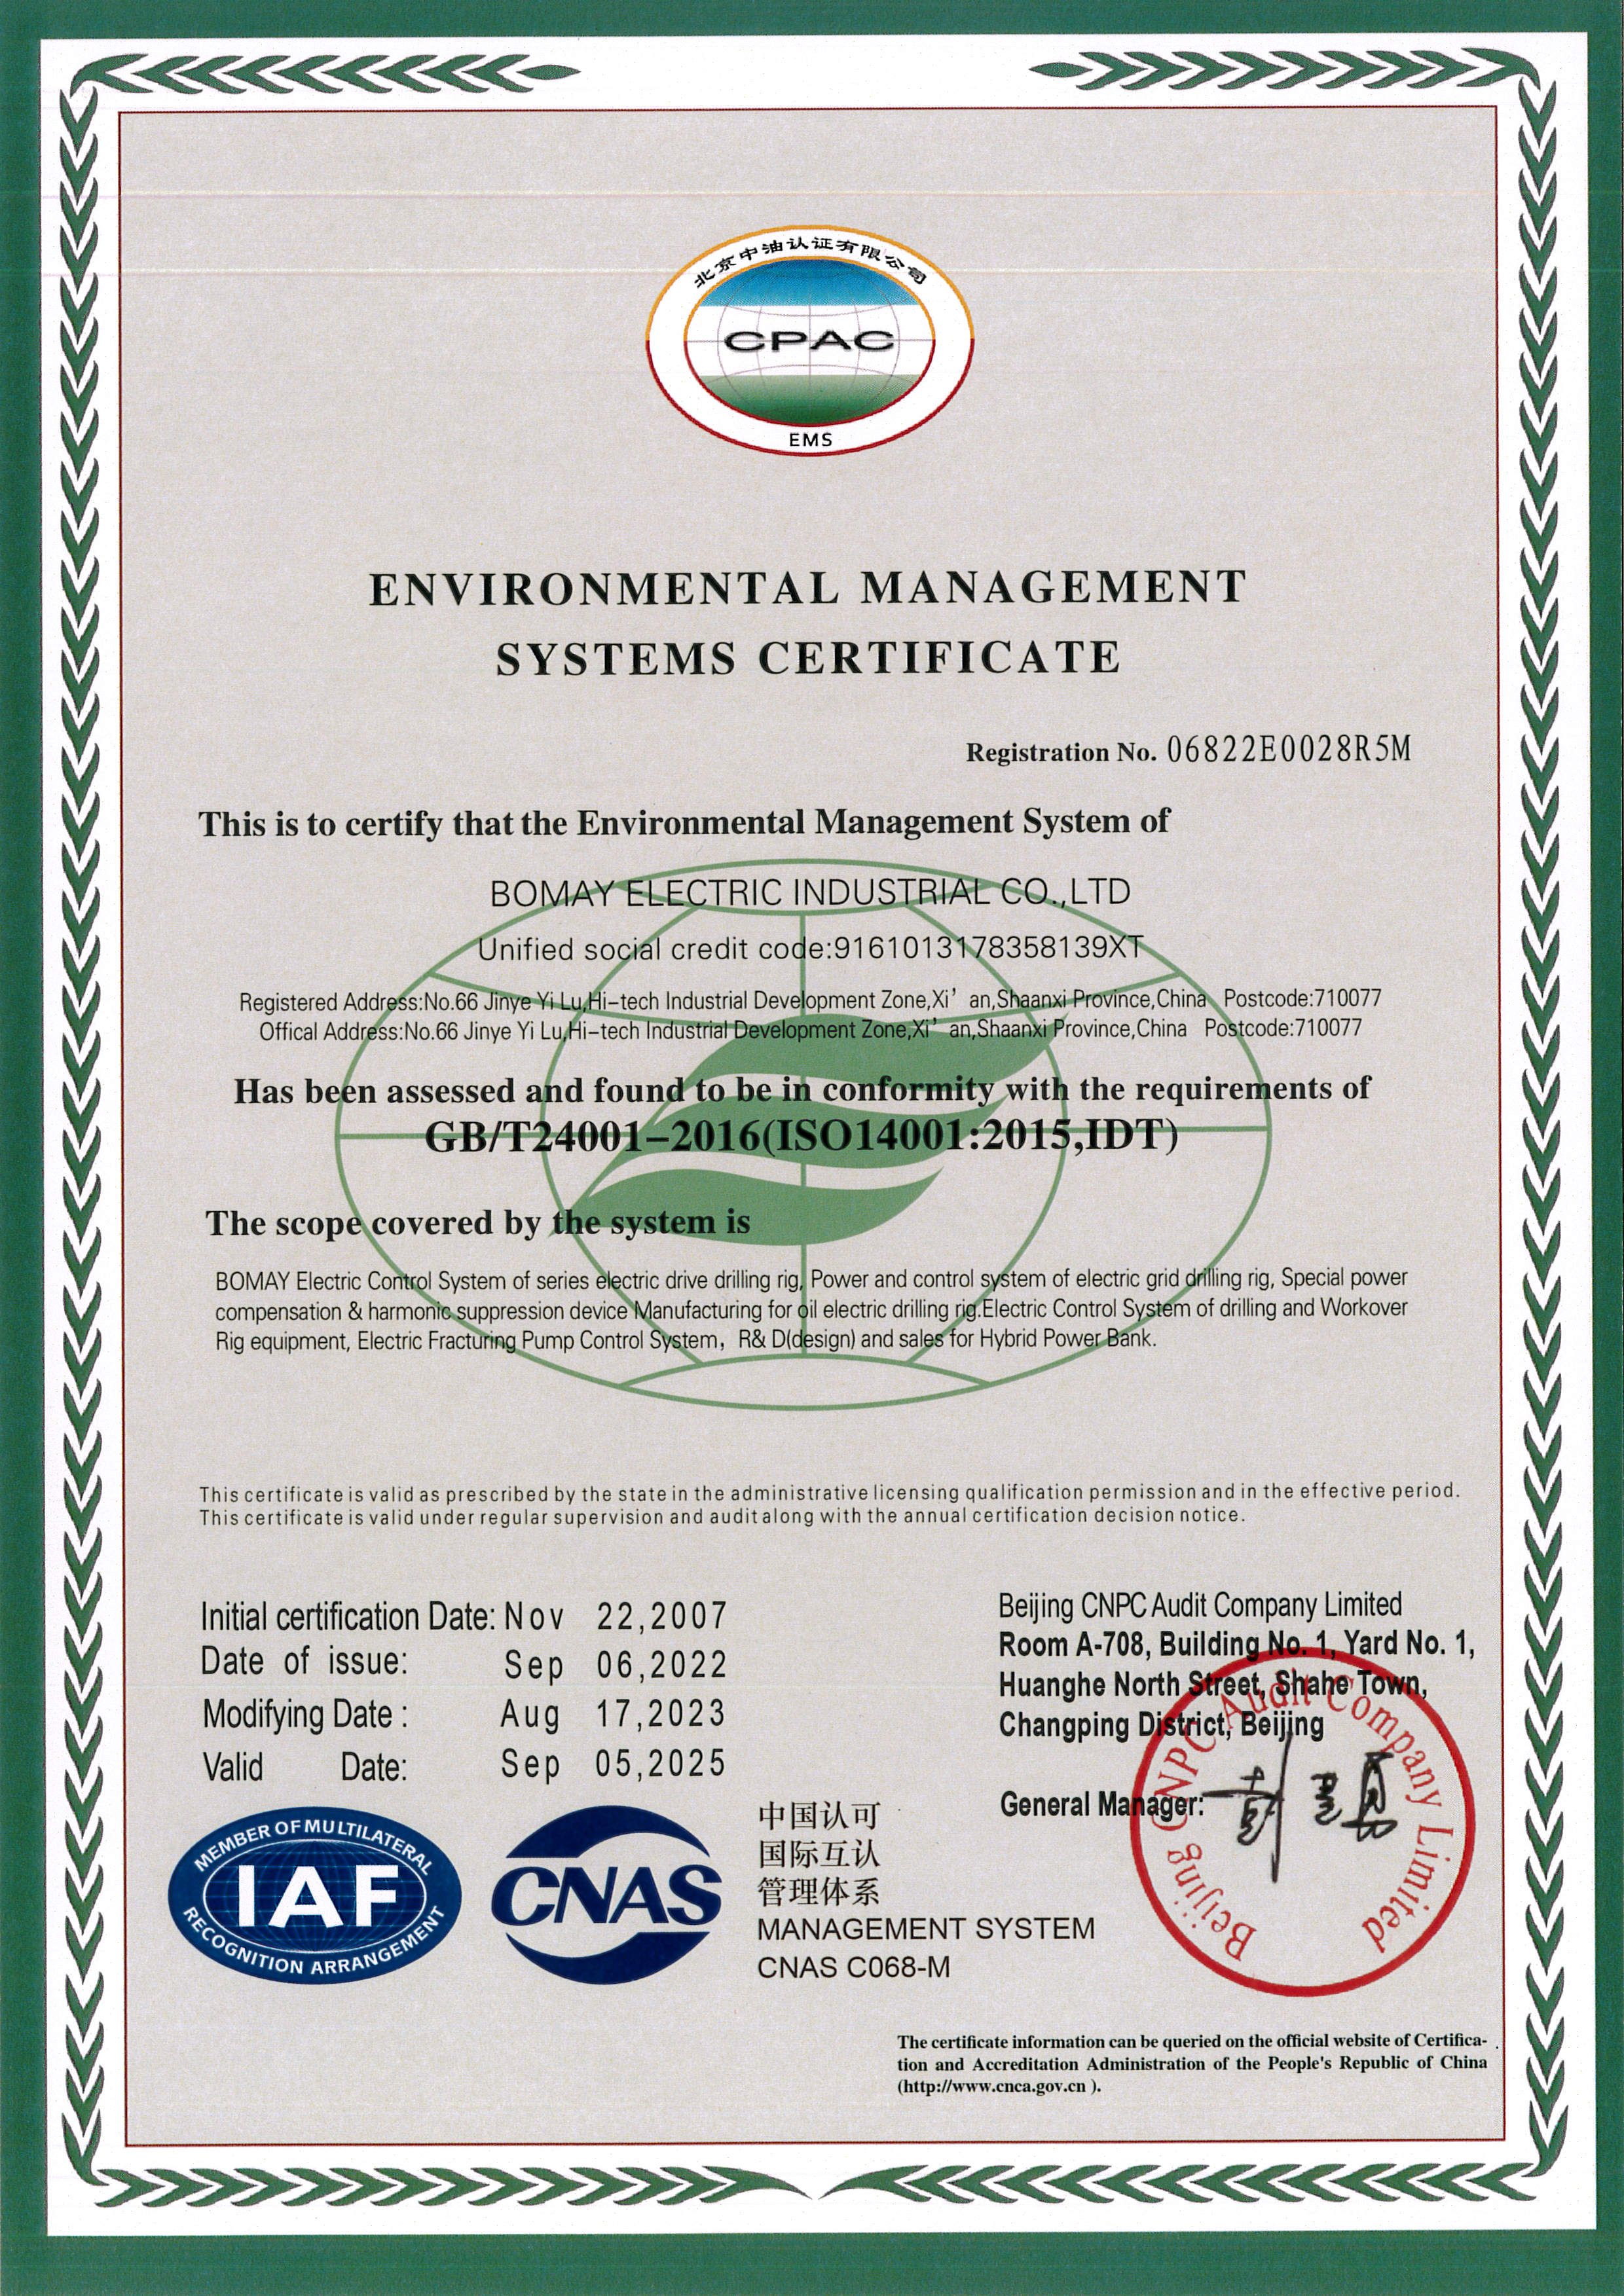 北京中油认证有限公司
CPAC
EMS
ENVIRONMENTAL MANAGEMENT
SYSTEMS CERTIFICATE
Registration No. 06822E0028R5M
This is to certify that the Environmental Management System of
BOMAY ELECTRIC INDUSTRIAL CO.,LTD
Unified social credit code:9161013178358139XT
Registered Address:No.66 Jinye Yi Lu,Hi-tech Industrial Development Zone,Xi’ an,Shaanxi Province,China Postcode:710077
Offical Address:No.66 Jinye Yi Lu,Hi-tech Industrial Development Zone,Xi’ an,Shaanxi Province,China Postcode:710077
Has been assessed and found to be in conformity with the requirements of
GB/T24001-2016(ISO14001:2015,IDT)
The scope covered by the system is
BOMAY Electric Control System of series electric drive drilling rig, Power and control system of electric grid drilling rig, Special power
compensation & harmonic suppression device Manufacturing for oil electric drilling rig.Electric Control System of drilling and Workover
Rig equipment, Electric Fracturing Pump Control System，R& D(design) and sales for Hybrid Power Bank.
This certificate is valid as prescribed by the state in the administrative licensing qualification permission and in the effective period.
This certificate is valid under regular supervision and audit along with the annual certification decision notice.
Initial certification Date: Nov 22,2007
Date of issue: Sep 06,2022
Modifying Date : Aug 17,2023
Valid Date: Sep 05,2025
Beijing CNPC Audit Company Limited
Room A-708, Building No. 1, Yard No. 1,
Huanghe North Street, Shahe Town,
Changping District, Beijing
General Manager:
Beijing CNPC Audit Company Limited
MEMBER OF MULTILATERAL
IAF
RECOGNITION ARRANGEMENT
CNAS
中国认可
国际互认
管理体系
MANAGEMENT SYSTEM
CNAS C068-M
The certificate information can be queried on the official website of Certifica-
tion and Accreditation Administration of the People's Republic of China
(http://www.cnca.gov.cn ).